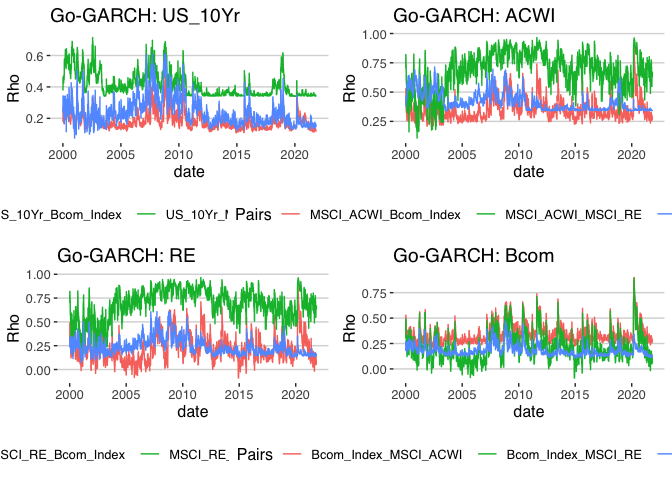 Go-GARCH: US_10Yr
Rho
0.6
0.4
0.2
2000 2005 2010 2015 2020
date
S_10Yr_Bcom_Index US_10Yr_
Go-GARCH: ACWI
Rho
1.00
0.75
0.50
0.25
2000 2005 2010 2015 2020
date
Pairs MSCI_ACWI_Bcom_Index MSCI_ACWI_MSCI_RE
Go-GARCH: RE
Rho
1.00
0.75
0.50
0.25
0.00
2000 2005 2010 2015 2020
date
SCI_RE_Bcom_Index MSCI_RE_
Go-GARCH: Bcom
Rho
0.75
0.50
0.25
0.00
2000 2005 2010 2015 2020
date
Pairs Bcom_Index_MSCI_ACWI Bcom_Index_MSCI_RE